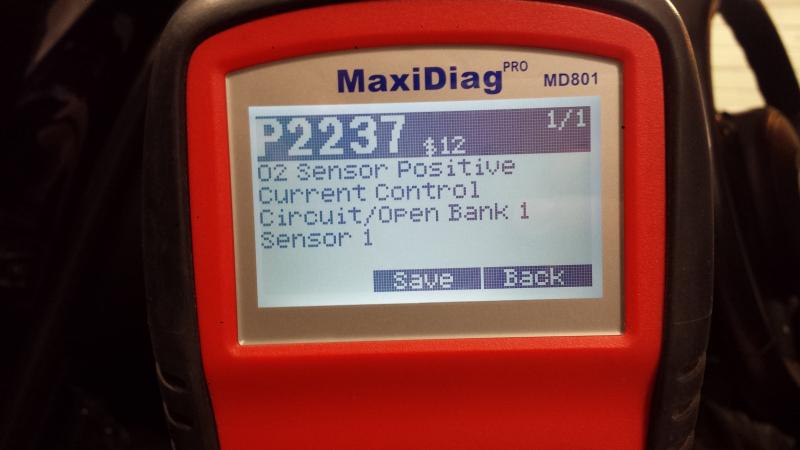 MaxiDiag PRO MD801
P2237 $12 1/1
O2 Sensor Positive
Current Control
Circuit/Open Bank 1
Sensor 1
Save Back